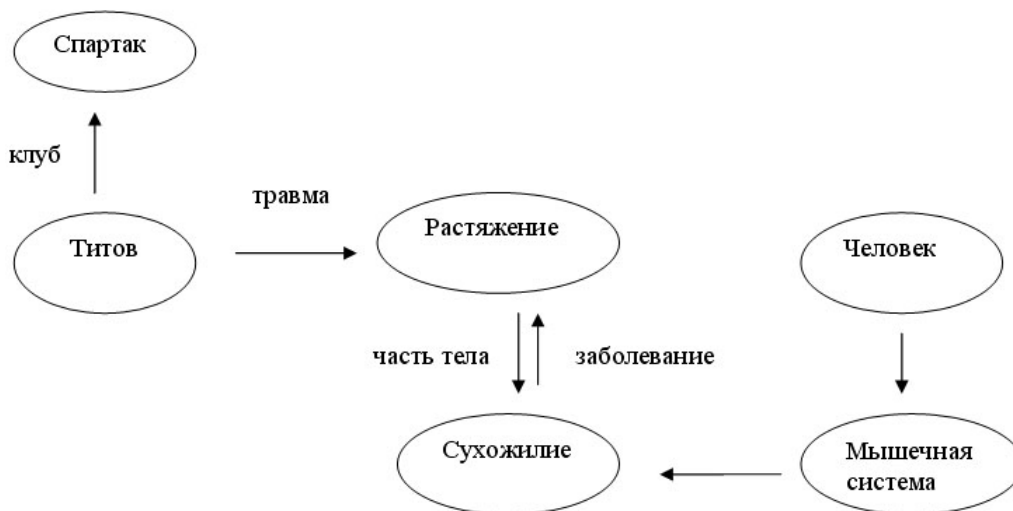 Спартак
клуб
травма
Титов
Растяжение
Человек
часть тела
заболевание
Сухожилие
Мышечная
система